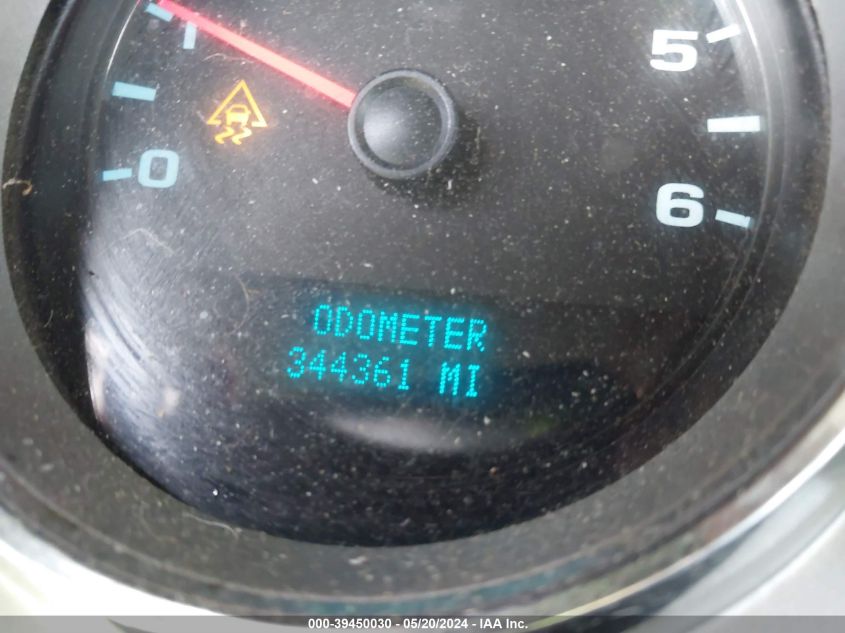 5
0
6
ODOMETER
344361 MI
000-39450030 - 05/20/2024 - IAA Inc.